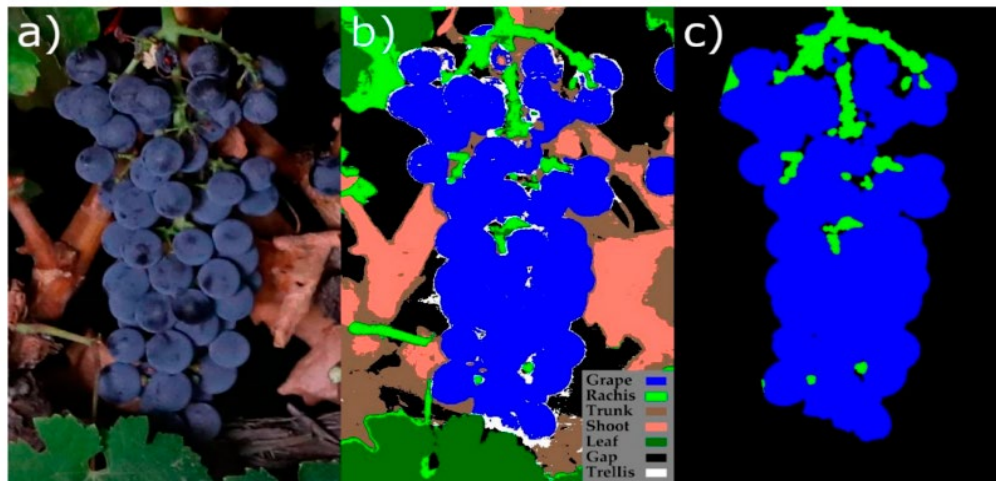 a)
b)
c)
Grape
Rachis
Trunk
Shoot
Leaf
Gap
Trellis